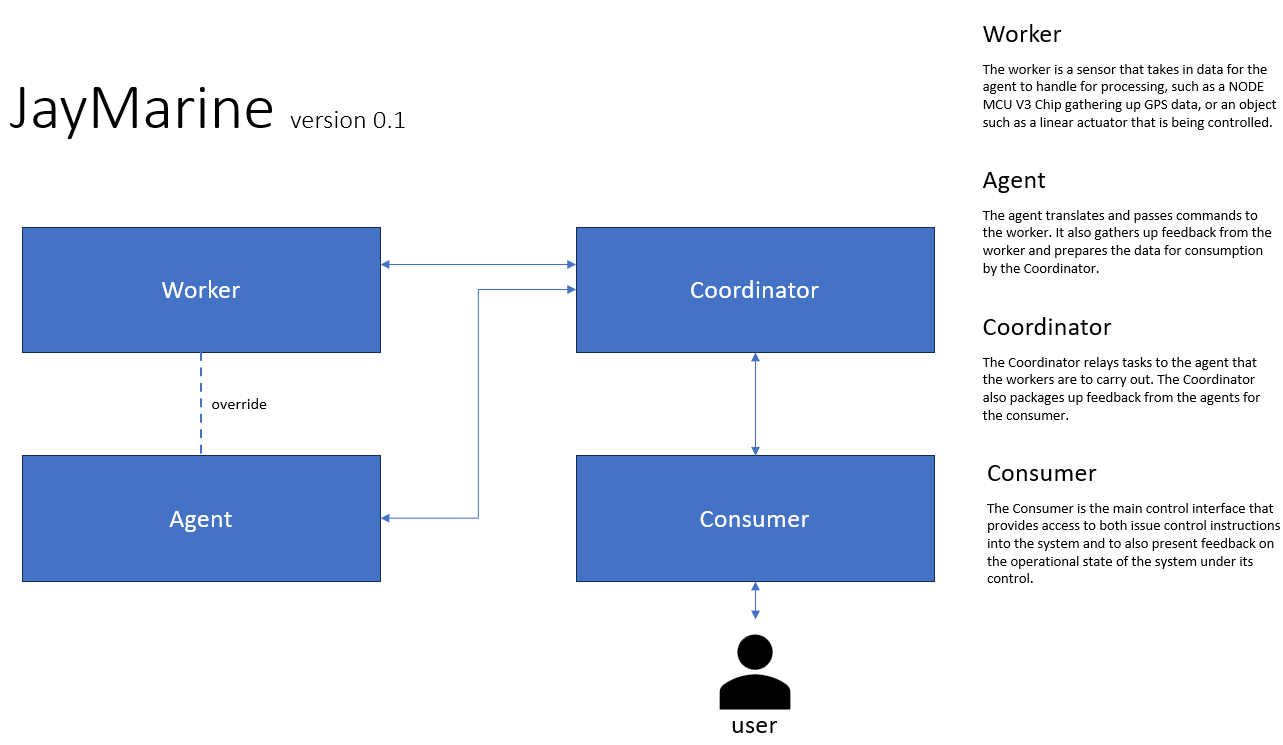 JayMarine version 0.1
Worker
Coordinator
override
Agent
Consumer
user
Worker
The worker is a sensor that takes in data for the
agent to handle for processing, such as a NODE
MCU V3 Chip gathering up GPS data, or an object
such as a linear actuator that is being controlled.
Agent
The agent translates and passes commands to
the worker. It also gathers up feedback from the
worker and prepares the data for consumption
by the Coordinator.
Coordinator
The Coordinator relays tasks to the agent that
the workers are to carry out. The Coordinator
also packages up feedback from the agents for
the consumer.
Consumer
The Consumer is the main control interface that
provides access to both issue control instructions
into the system and to also present feedback on
the operational state of the system under its
control.